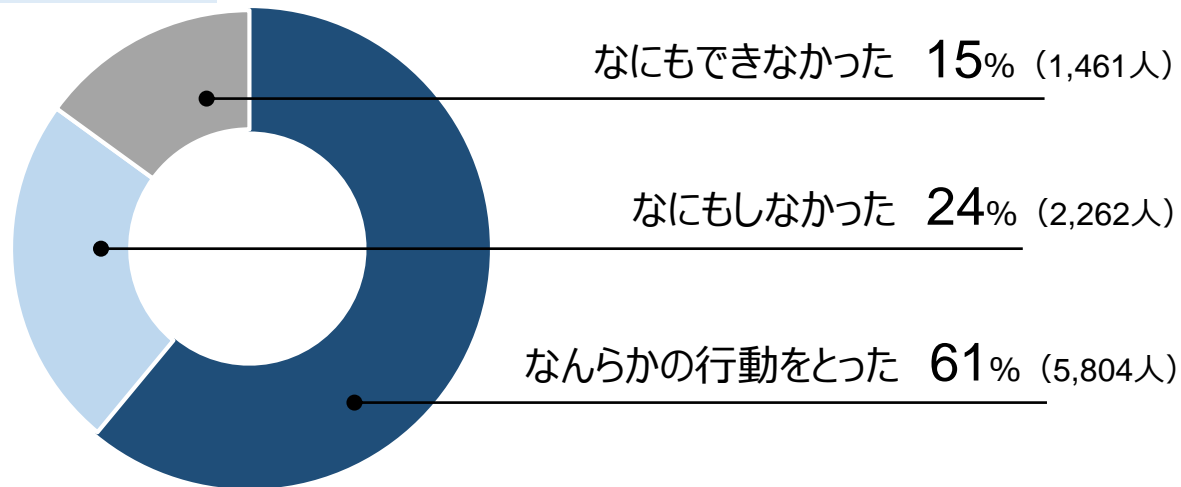 なにもできなかった 15%（1,461人）
なにもしなかった 24%（2,262人）
なんらかの行動をとった 61%（5,804人）